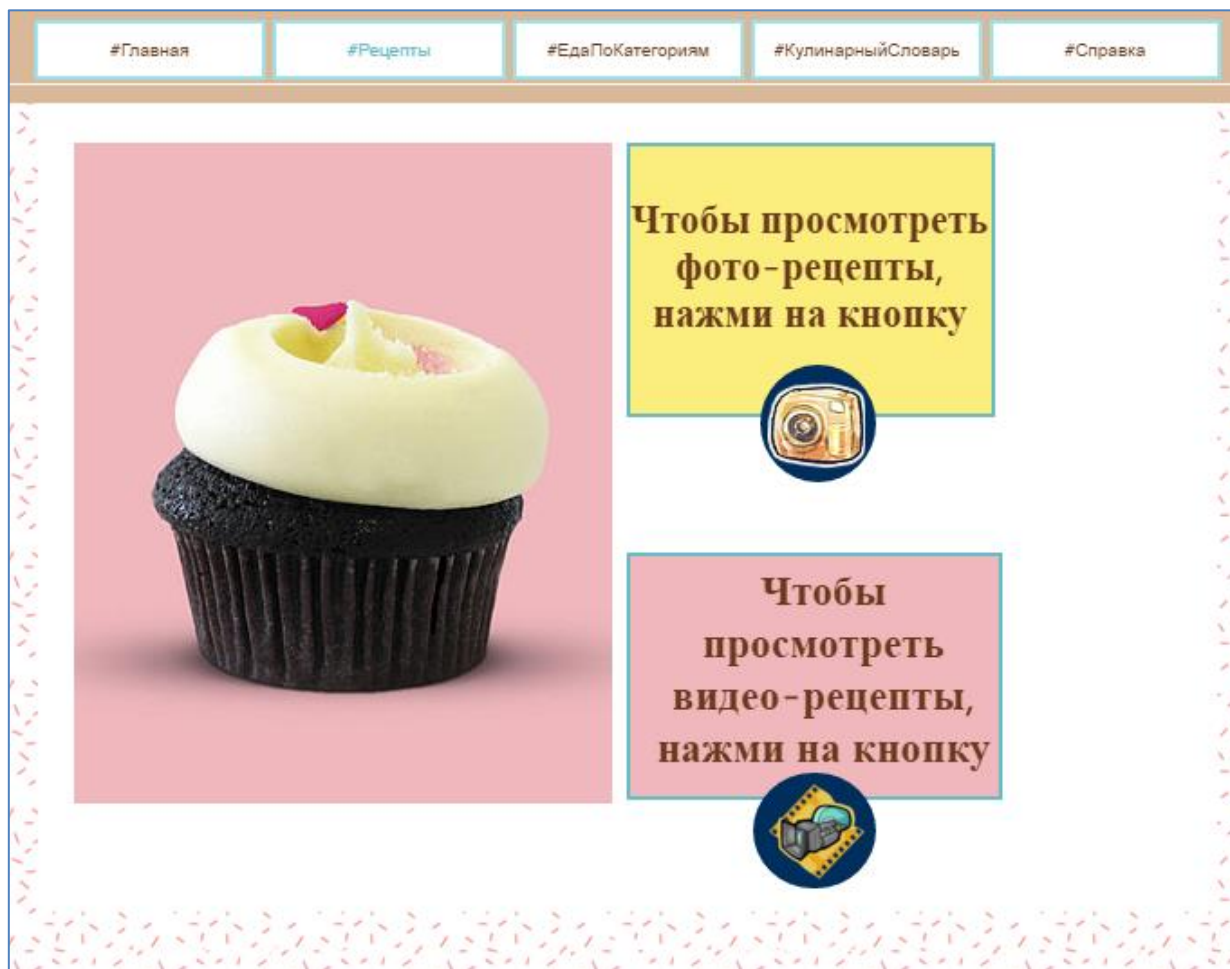 #Главная
#Рецепты
#ЕдаПоКатегориям
#КулинарныйСловарь
#Справка
Чтобы просмотреть
фото-рецепты,
нажми на кнопку
Чтобы
просмотреть
видео-рецепты,
нажми на кнопку